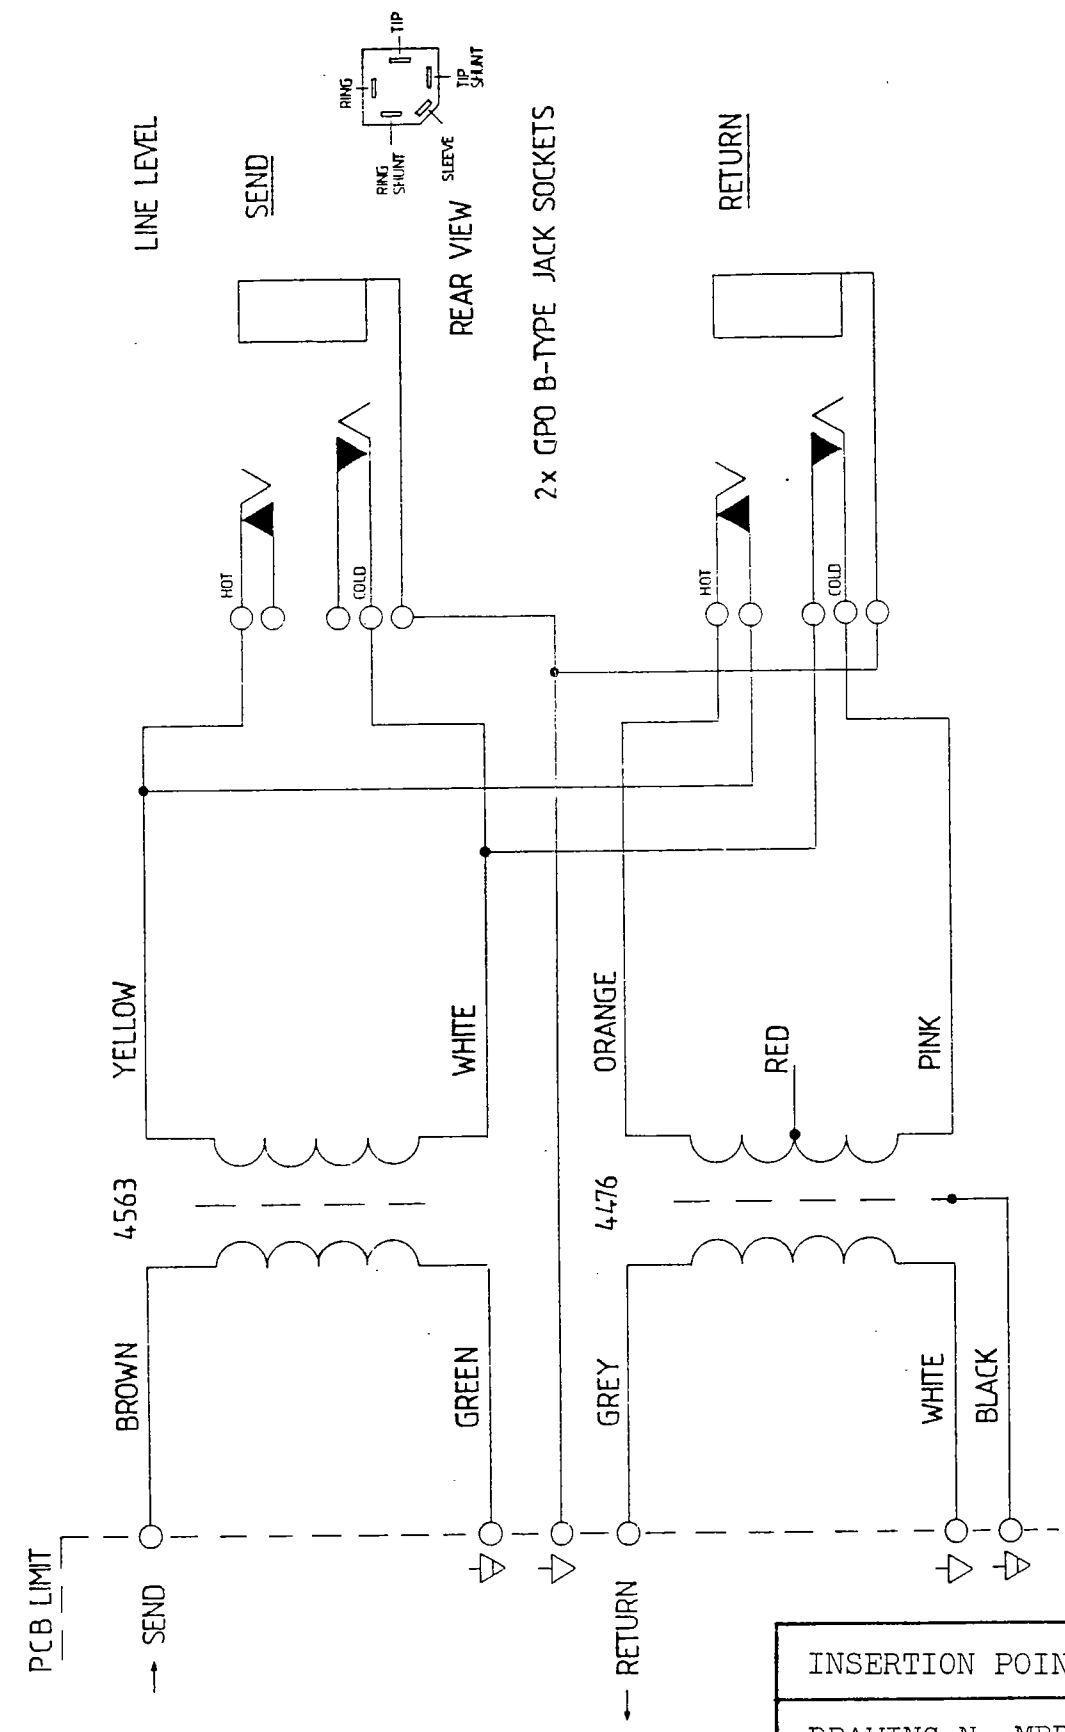 LINE LEVEL
SEND
RING
TIP
RING
SHUNT
SLEEVE
TIP
SHUNT
REAR VIEW
2x GPO B-TYPE JACK SOCKETS
RETURN
HOT
COLD
HOT
COLD
YELLOW
WHITE
ORANGE
RED
PINK
4563
4476
BROWN
GREEN
GREY
WHITE
BLACK
PCB LIMIT
→ SEND
← RETURN
INSERTION POIN